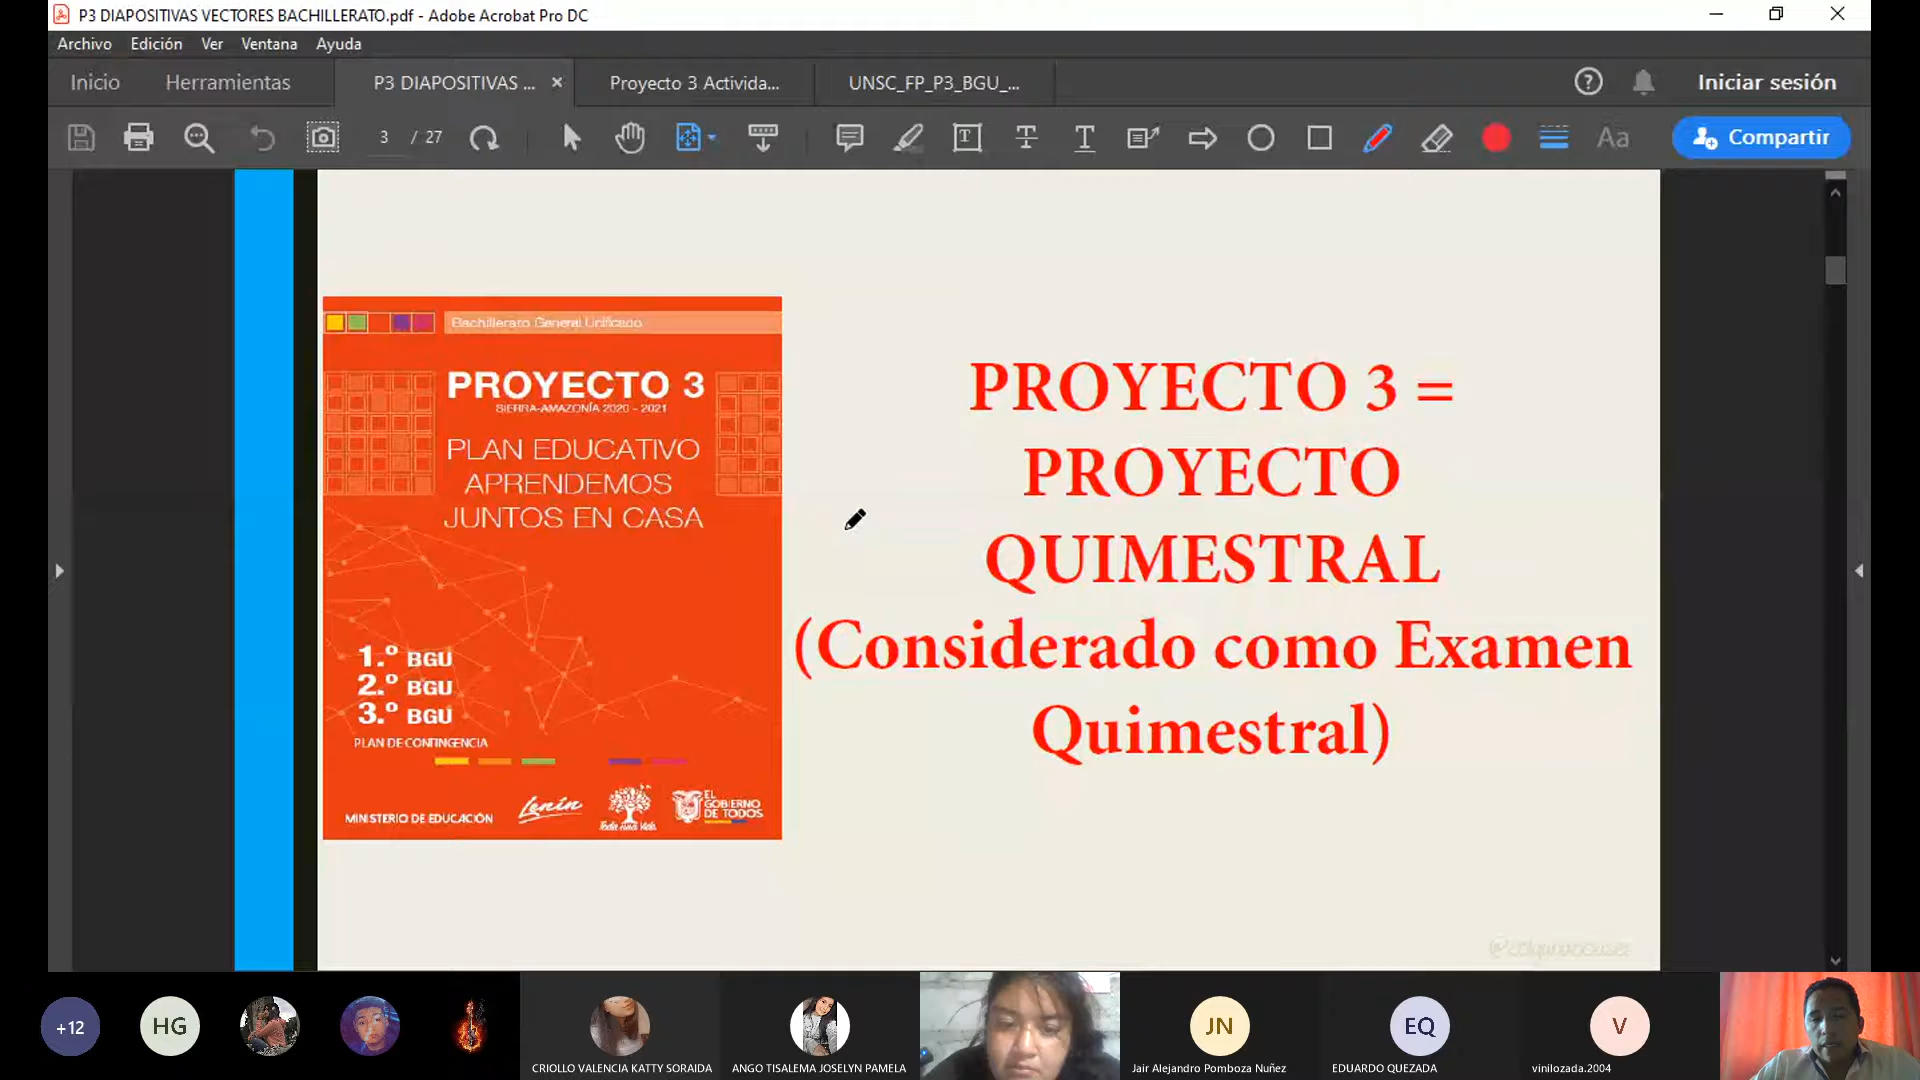 P3 DIAPOSITIVAS VECTORES BACHILLERATO.pdf - Adobe Acrobat Pro DC
Archivo Edición Ver Ventana Ayuda
Inicio Herramientas P3 DIAPOSITIVAS ... × Proyecto 3 Activida... UNSC_FP_P3_BGU_... Iniciar sesión
3 / 27 Aa Compartir
Bachillerato General Unificado
PROYECTO 3
SIERRA-AMAZONÍA 2020 - 2021
PLAN EDUCATIVO
APRENDEMOS
JUNTOS EN CASA
1.º BGU
2.º BGU
3.º BGU
PLAN DE CONTINGENCIA
MINISTERIO DE EDUCACIÓN
Lenín
Toda una Vida
EL GOBIERNO
DE TODOS
PROYECTO 3 =
PROYECTO
QUIMESTRAL
(Considerado como Examen
Quimestral)
+12 HG JN EQ V
CRIOLLO VALENCIA KATTY SORAIDA ANGO TISALEMA JOSELYN PAMELA Jair Alejandro Pomboza Nuñez EDUARDO QUEZADA vinilozada.2004